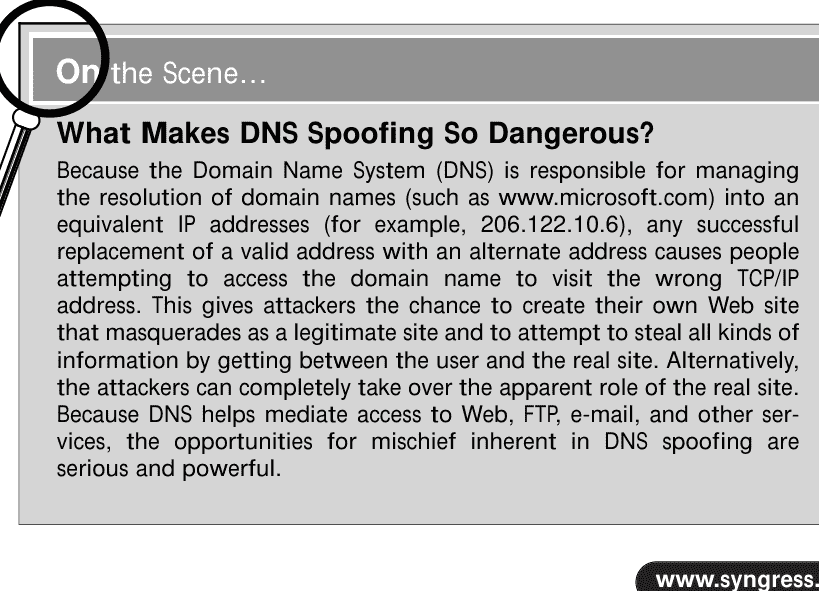 On the Scene…
What Makes DNS Spoofing So Dangerous?
Because the Domain Name System (DNS) is responsible for managing
the resolution of domain names (such as www.microsoft.com) into an
equivalent IP addresses (for example, 206.122.10.6), any successful
replacement of a valid address with an alternate address causes people
attempting to access the domain name to visit the wrong TCP/IP
address. This gives attackers the chance to create their own Web site
that masquerades as a legitimate site and to attempt to steal all kinds of
information by getting between the user and the real site. Alternatively,
the attackers can completely take over the apparent role of the real site.
Because DNS helps mediate access to Web, FTP, e-mail, and other ser-
vices, the opportunities for mischief inherent in DNS spoofing are
serious and powerful.
www.syngress.